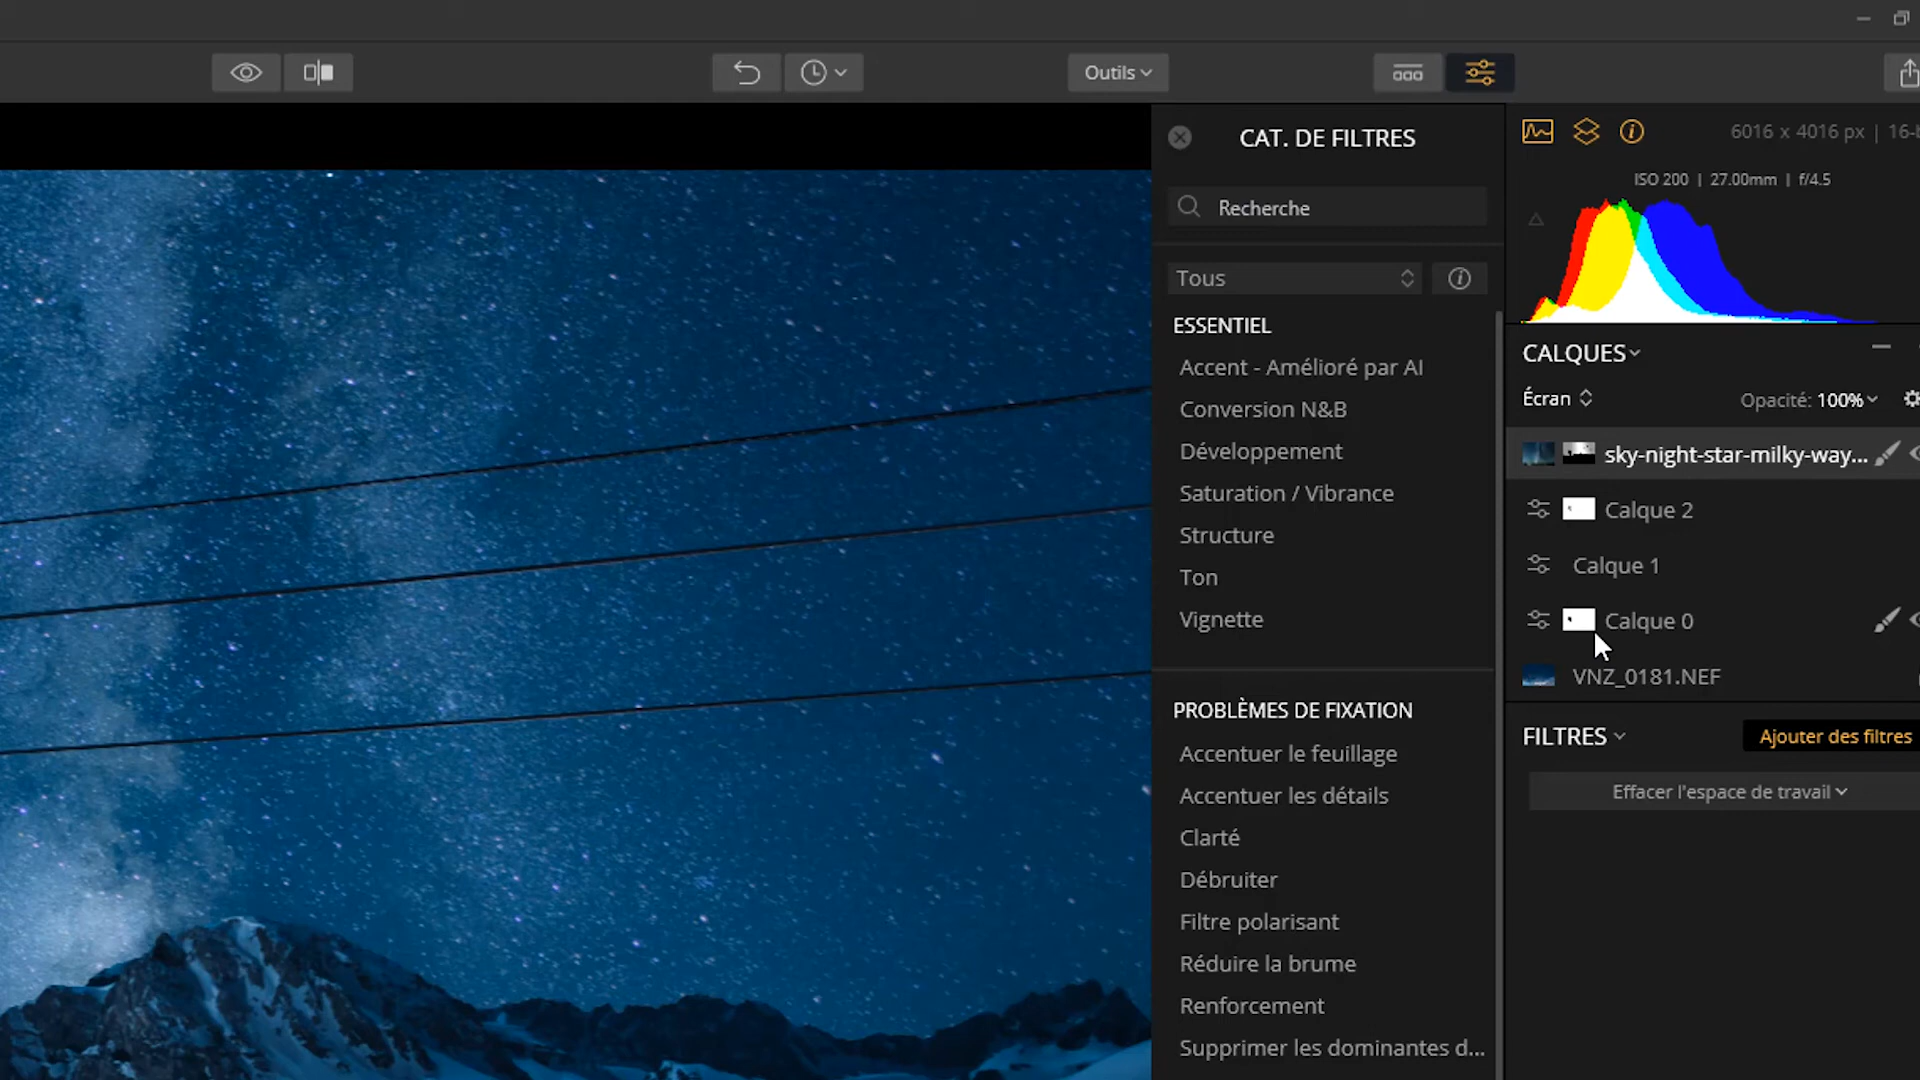 Outils
CAT. DE FILTRES
Recherche
Tous
ESSENTIEL
Accent - Amélioré par AI
Conversion N&B
Développement
Saturation / Vibrance
Structure
Ton
Vignette
PROBLÈMES DE FIXATION
Accentuer le feuillage
Accentuer les détails
Clarté
Débruiter
Filtre polarisant
Réduire la brume
Renforcement
Supprimer les dominantes d...
6016 x 4016 px | 16-
ISO 200 | 27.00mm | f/4.5
CALQUES
Écran
Opacité: 100%
sky-night-star-milky-way...
Calque 2
Calque 1
Calque 0
VNZ_0181.NEF
FILTRES
Ajouter des filtres
Effacer l'espace de travail